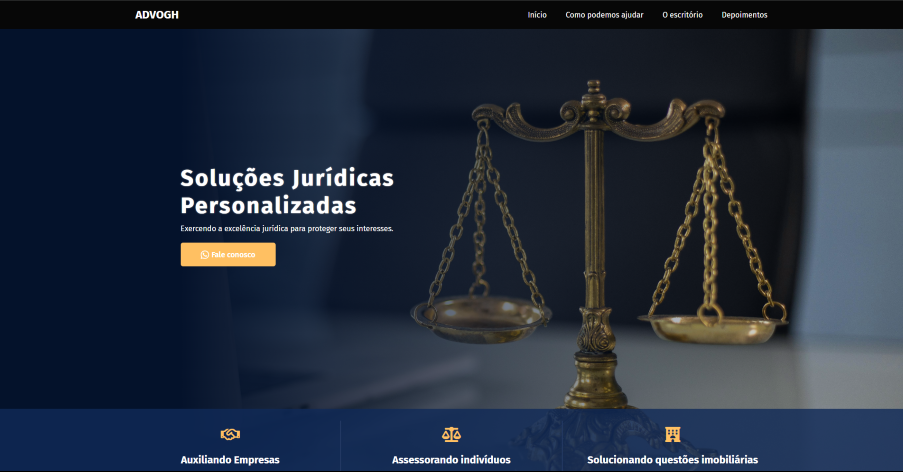 ADVOGH
Início Como podemos ajudar O escritório Depoimentos
Soluções Jurídicas
Personalizadas
Exercendo a excelência jurídica para proteger seus interesses.
Fale conosco
Auxiliando Empresas Assessorando indivíduos Solucionando questões imobiliárias